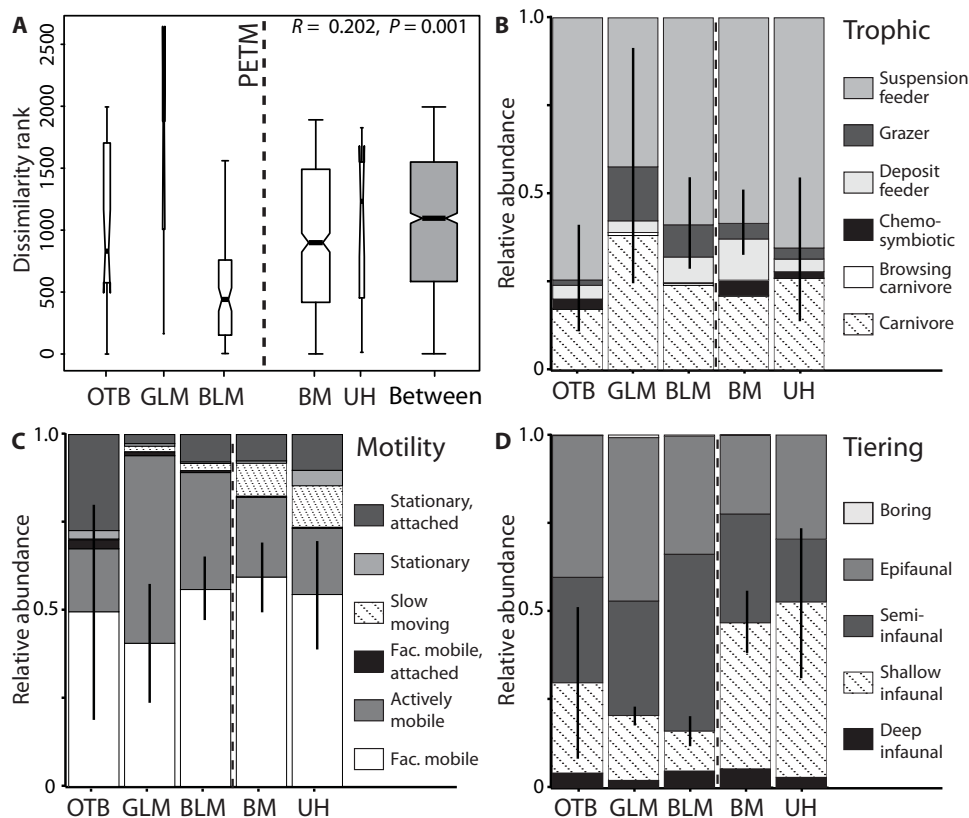 A
R = 0.202, P = 0.001
PETM
Dissimilarity rank
2500
2000
1500
1000
500
0
OTB GLM BLM BM UH Between
B
Trophic
Relative abundance
1.0
0.5
0
Suspension
feeder
Grazer
Deposit
feeder
Chemo-
symbiotic
Browsing
carnivore
Carnivore
OTB GLM BLM BM UH
C
Motility
Relative abundance
1.0
0.5
0
Stationary,
attached
Stationary
Slow
moving
Fac. mobile,
attached
Actively
mobile
Fac. mobile
OTB GLM BLM BM UH
D
Tiering
Relative abundance
1.0
0.5
0
Boring
Epifaunal
Semi-
infaunal
Shallow
infaunal
Deep
infaunal
OTB GLM BLM BM UH